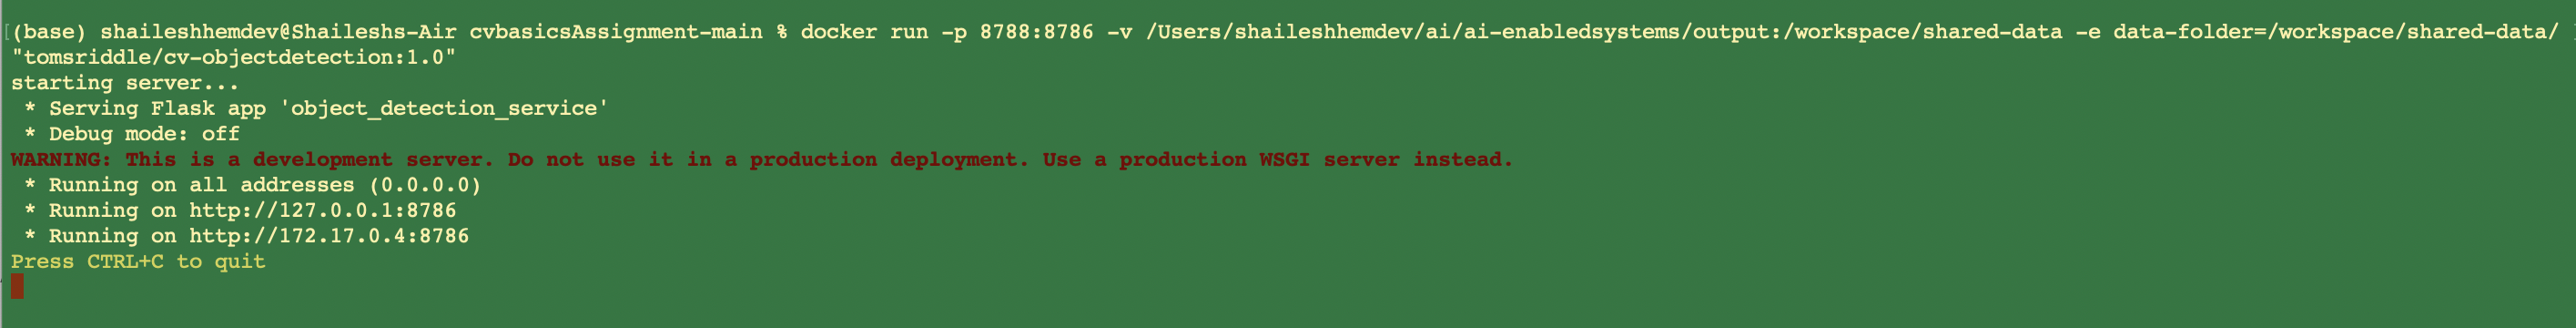 [(base) shaileshhemdev@Shaileshs-Air cvbasicsAssignment-main % docker run -p 8788:8786 -v /Users/shaileshhemdev/ai/ai-enabledsystems/output:/workspace/shared-data -e data-folder=/workspace/shared-data/
"tomsriddle/cv-objectdetection:1.0"
starting server...
 * Serving Flask app 'object_detection_service'
 * Debug mode: off
WARNING: This is a development server. Do not use it in a production deployment. Use a production WSGI server instead.
 * Running on all addresses (0.0.0.0)
 * Running on http://127.0.0.1:8786
 * Running on http://172.17.0.4:8786
Press CTRL+C to quit